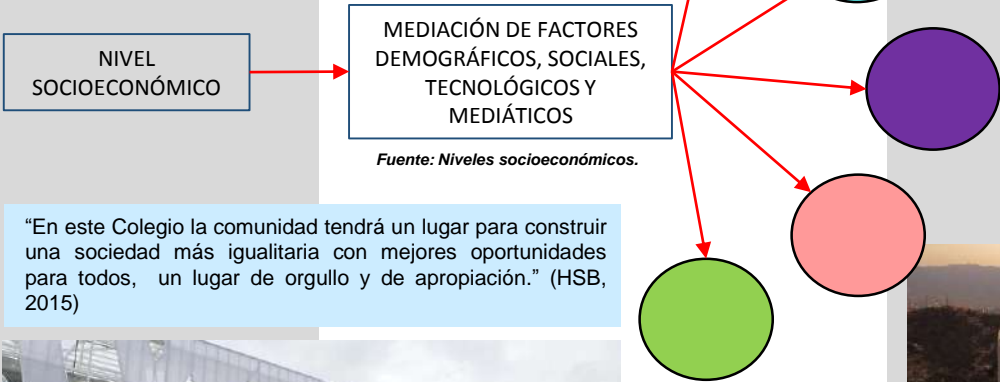 NIVEL
SOCIOECONÓMICO
MEDIACIÓN DE FACTORES
DEMOGRÁFICOS, SOCIALES,
TECNOLÓGICOS Y
MEDIÁTICOS
Fuente: Niveles socioeconómicos.
“En este Colegio la comunidad tendrá un lugar para construir
una sociedad más igualitaria con mejores oportunidades
para todos, un lugar de orgullo y de apropiación.” (HSB,
2015)